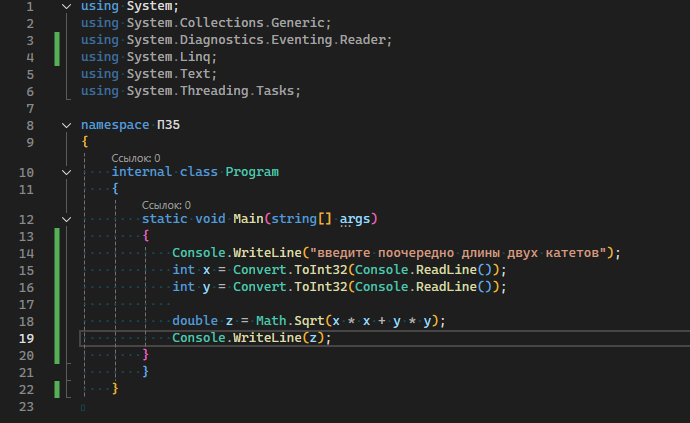 1 using System;
2 using System.Collections.Generic;
3 using System.Diagnostics.Eventing.Reader;
4 using System.Linq;
5 using System.Text;
6 using System.Threading.Tasks;
7
8 namespace П35
9 {
Ссылок: 0
10 internal class Program
11 {
Ссылок: 0
12 static void Main(string[] args)
13 {
14 Console.WriteLine("введите поочередно длины двух катетов");
15 int x = Convert.ToInt32(Console.ReadLine());
16 int y = Convert.ToInt32(Console.ReadLine());
17
18 double z = Math.Sqrt(x * x + y * y);
19 Console.WriteLine(z);
20 }
21 }
22 }
23